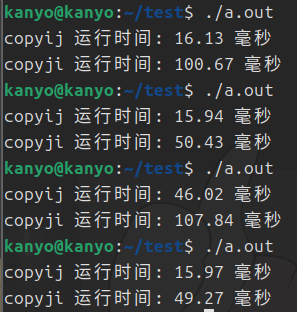 kanyo@kanyo:~/test$ ./a.out
copyij 运行时间: 16.13 毫秒
copyji 运行时间: 100.67 毫秒
kanyo@kanyo:~/test$ ./a.out
copyij 运行时间: 15.94 毫秒
copyji 运行时间: 50.43 毫秒
kanyo@kanyo:~/test$ ./a.out
copyij 运行时间: 46.02 毫秒
copyji 运行时间: 107.84 毫秒
kanyo@kanyo:~/test$ ./a.out
copyij 运行时间: 15.97 毫秒
copyji 运行时间: 49.27 毫秒